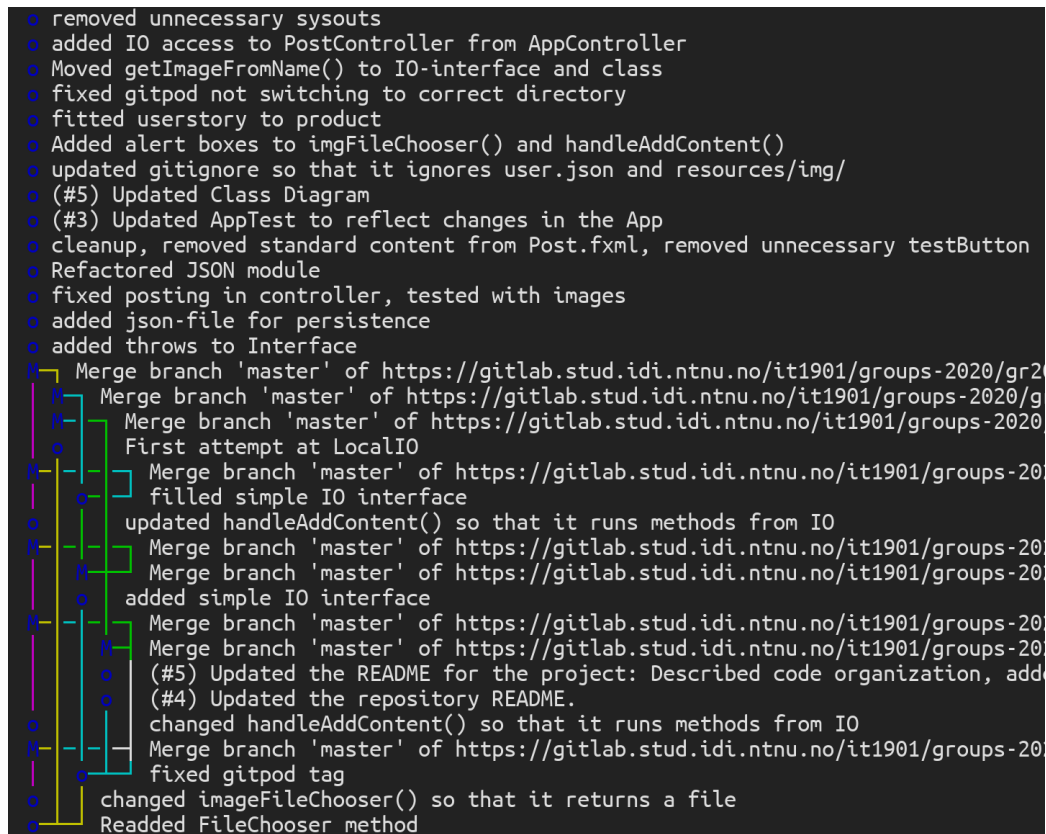 o removed unnecessary sysouts
o added IO access to PostController from AppController
o Moved getImageFromName() to IO-interface and class
o fixed gitpod not switching to correct directory
o fitted userstory to product
o Added alert boxes to imgFileChooser() and handleAddContent()
o updated gitignore so that it ignores user.json and resources/img/
o (#5) Updated Class Diagram
o (#3) Updated AppTest to reflect changes in the App
o cleanup, removed standard content from Post.fxml, removed unnecessary testButton
o Refactored JSON module
o fixed posting in controller, tested with images
o added json-file for persistence
o added throws to Interface
M Merge branch 'master' of https://gitlab.stud.idi.ntnu.no/it1901/groups-2020/gr20
M Merge branch 'master' of https://gitlab.stud.idi.ntnu.no/it1901/groups-2020/g
M Merge branch 'master' of https://gitlab.stud.idi.ntnu.no/it1901/groups-2020/
o First attempt at LocalIO
M Merge branch 'master' of https://gitlab.stud.idi.ntnu.no/it1901/groups-202
o filled simple IO interface
o updated handleAddContent() so that it runs methods from IO
M Merge branch 'master' of https://gitlab.stud.idi.ntnu.no/it1901/groups-202
M Merge branch 'master' of https://gitlab.stud.idi.ntnu.no/it1901/groups-202
o added simple IO interface
M Merge branch 'master' of https://gitlab.stud.idi.ntnu.no/it1901/groups-202
M Merge branch 'master' of https://gitlab.stud.idi.ntnu.no/it1901/groups-202
o (#5) Updated the README for the project: Described code organization, adde
o (#4) Updated the repository README.
o changed handleAddContent() so that it runs methods from IO
M Merge branch 'master' of https://gitlab.stud.idi.ntnu.no/it1901/groups-202
o fixed gitpod tag
o changed imageFileChooser() so that it returns a file
o Readded FileChooser method